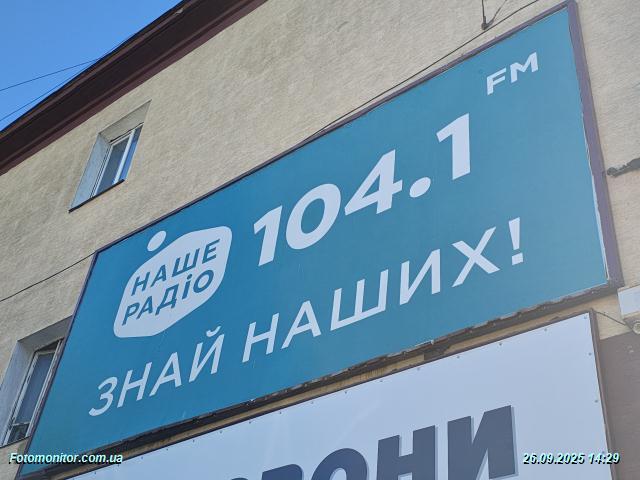 FM
104.1
НАШЕ
РАДІО
ЗНАЙ НАШИХ!
Fotomonitor.com.ua
26.09.2025 14:29